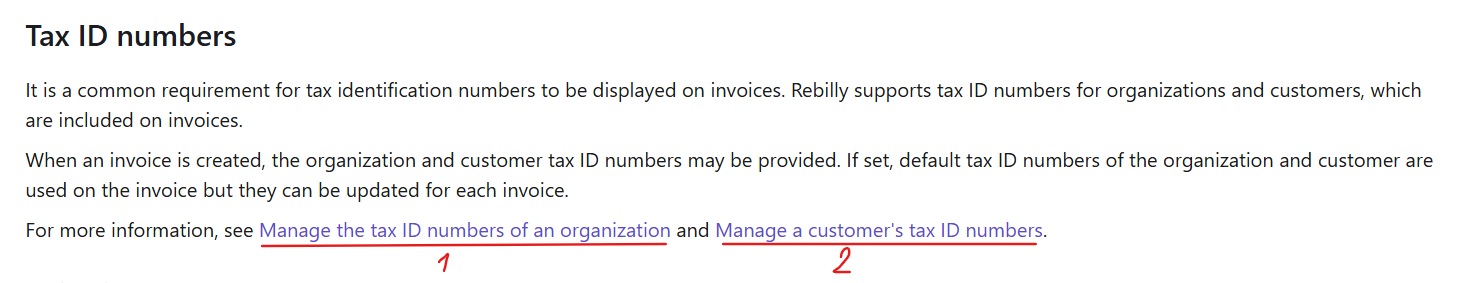 Tax ID numbers
It is a common requirement for tax identification numbers to be displayed on invoices. Rebilly supports tax ID numbers for organizations and customers, which
are included on invoices.
When an invoice is created, the organization and customer tax ID numbers may be provided. If set, default tax ID numbers of the organization and customer are
used on the invoice but they can be updated for each invoice.
For more information, see Manage the tax ID numbers of an organization and Manage a customer's tax ID numbers.
1 2